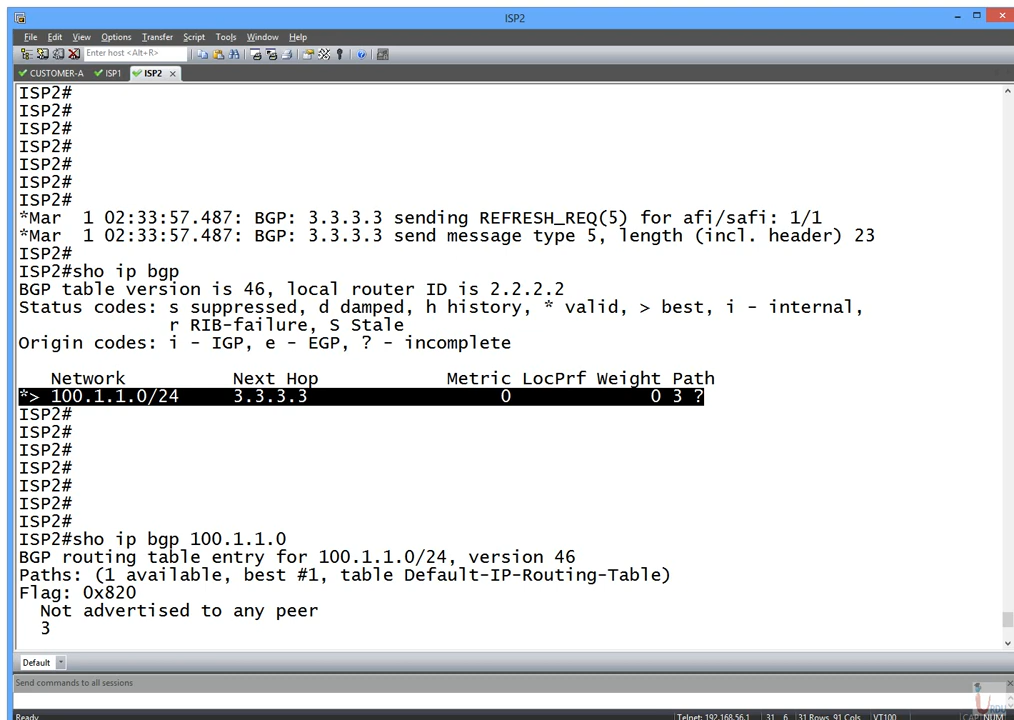 ISP2
File Edit View Options Transfer Script Tools Window Help
Enter host <Alt+R>
CUSTOMER-A ISP1 ISP2
ISP2#
ISP2#
ISP2#
ISP2#
ISP2#
ISP2#
ISP2#
*Mar  1 02:33:57.487: BGP: 3.3.3.3 sending REFRESH_REQ(5) for afi/safi: 1/1
*Mar  1 02:33:57.487: BGP: 3.3.3.3 send message type 5, length (incl. header) 23
ISP2#
ISP2#sho ip bgp
BGP table version is 46, local router ID is 2.2.2.2
Status codes: s suppressed, d damped, h history, * valid, > best, i - internal,
r RIB-failure, S Stale
Origin codes: i - IGP, e - EGP, ? - incomplete
Network Next Hop Metric LocPrf Weight Path
*> 100.1.1.0/24 3.3.3.3 0 0 3 ?
ISP2#
ISP2#
ISP2#
ISP2#
ISP2#
ISP2#
ISP2#
ISP2#sho ip bgp 100.1.1.0
BGP routing table entry for 100.1.1.0/24, version 46
Paths: (1 available, best #1, table Default-IP-Routing-Table)
Flag: 0x820
Not advertised to any peer
3
Default
Send commands to all sessions
Ready Telnet: 192.168.56.1 31, 6 31 Rows, 91 Cols VT100 CAP NUM